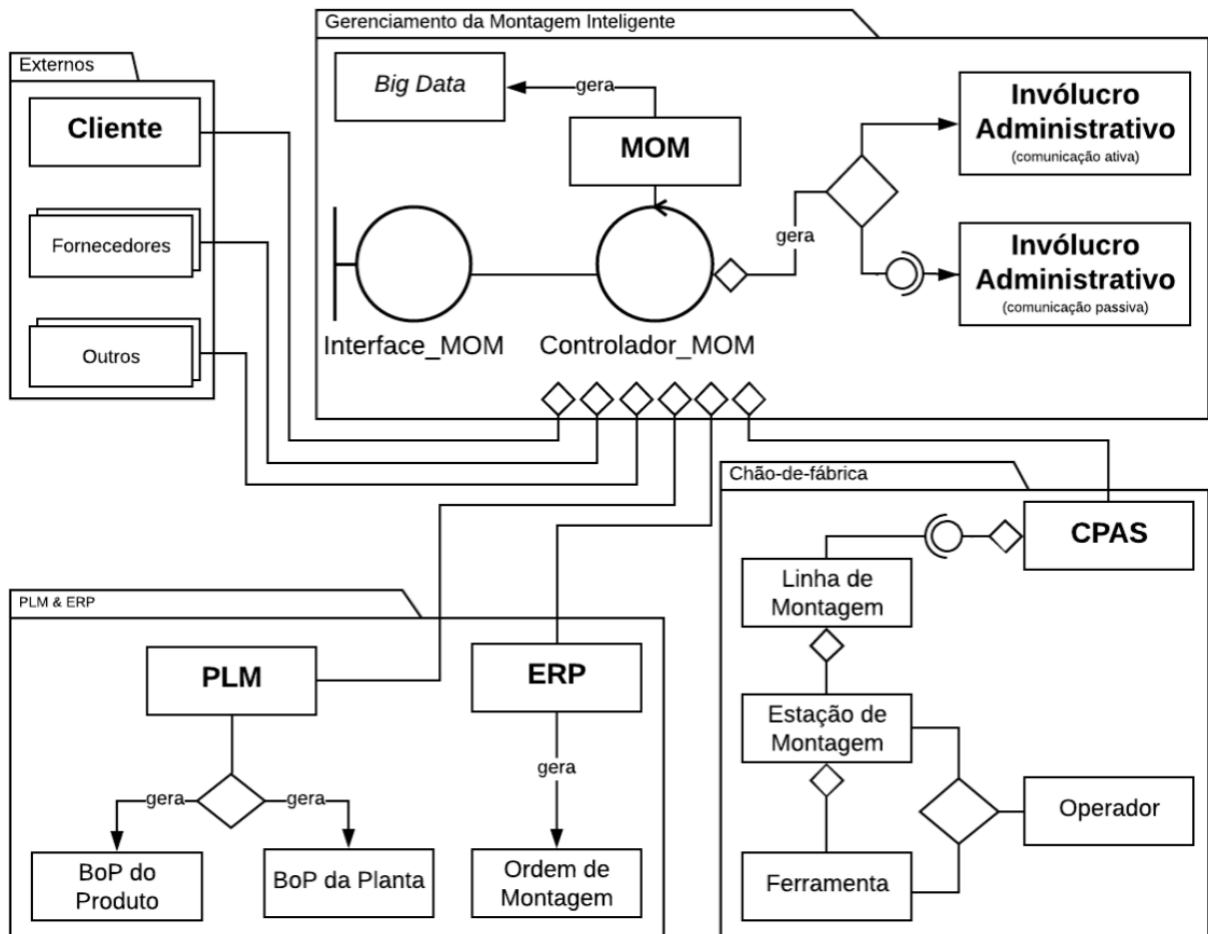 Gerenciamento da Montagem Inteligente
Externos
Cliente
Fornecedores
Outros
Big Data
gera
MOM
Interface_MOM
Controlador_MOM
gera
Invólucro
Administrativo
(comunicação ativa)
Invólucro
Administrativo
(comunicação passiva)
PLM & ERP
PLM
gera
gera
BoP do
Produto
BoP da Planta
ERP
gera
Ordem de
Montagem
Chão-de-fábrica
CPAS
Linha de
Montagem
Estação de
Montagem
Operador
Ferramenta